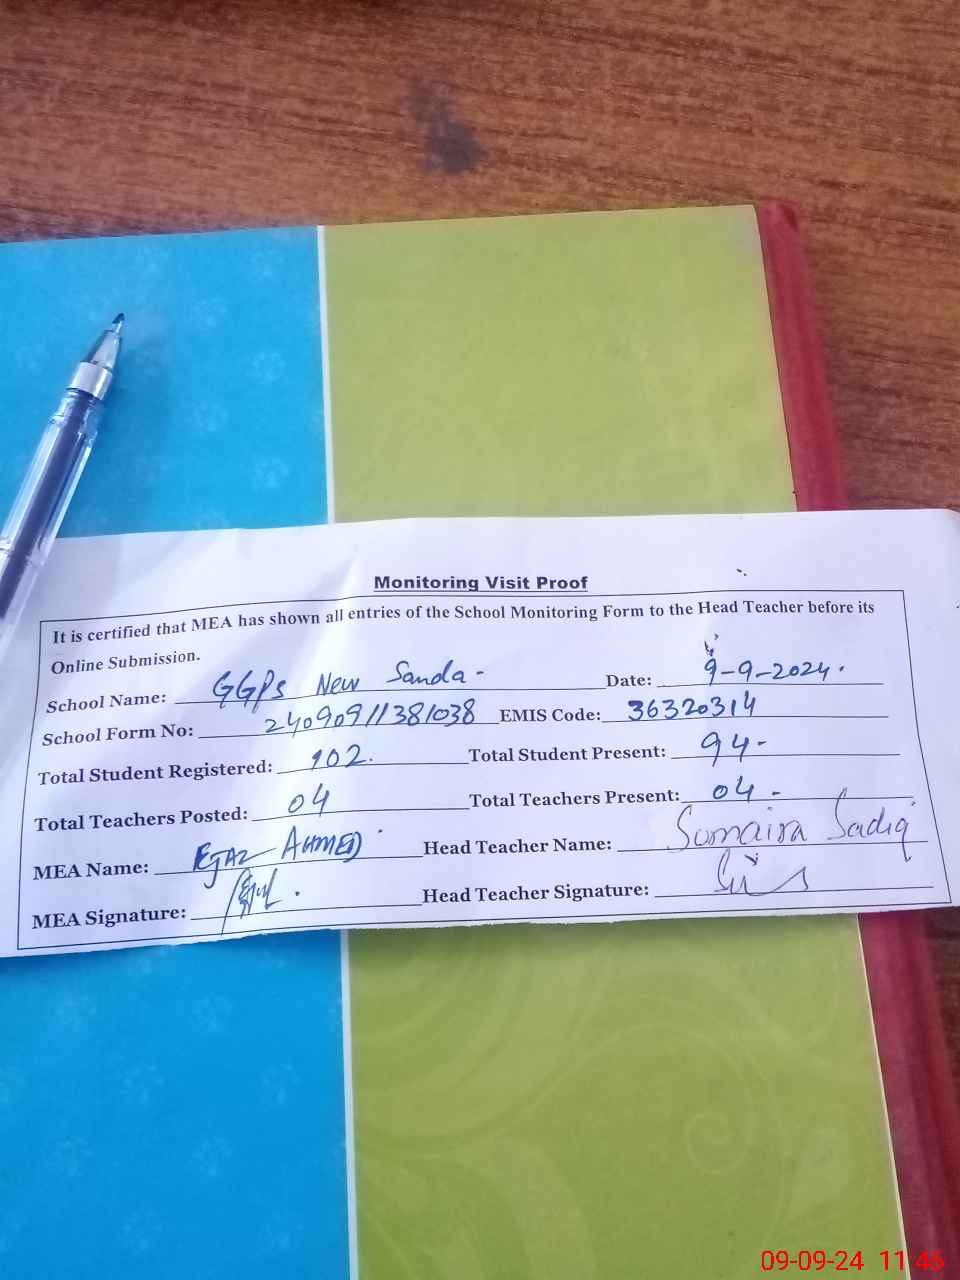 Monitoring Visit Proof
It is certified that MEA has shown all entries of the School Monitoring Form to the Head Teacher before its
Online Submission.
School Name: GGPS New Sanda - Date: 9-9-2024.
School Form No: 24090911381038 EMIS Code: 36320314
Total Student Registered: 102. Total Student Present: 94-
Total Teachers Posted: 04 Total Teachers Present: 04-
MEA Name: EJAZ AHMED Head Teacher Name: Sumaira Sadiq
MEA Signature: Head Teacher Signature:
09-09-24 11:45